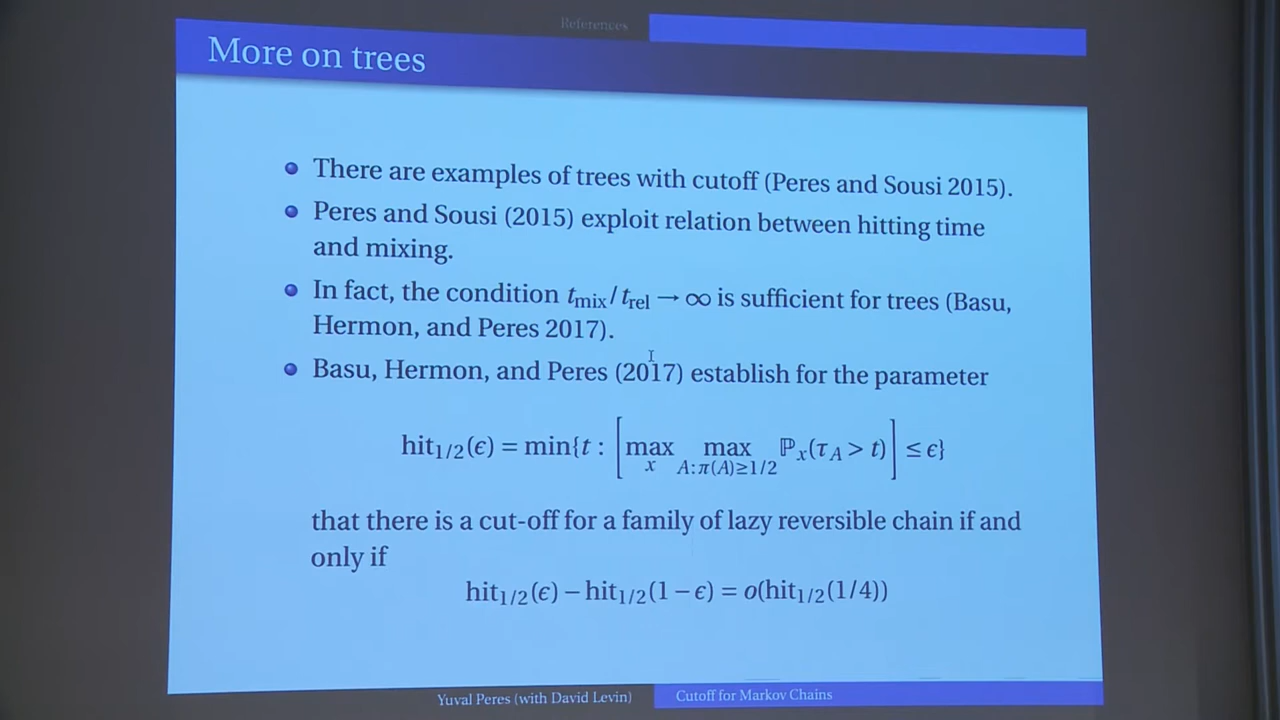 References
More on trees
There are examples of trees with cutoff (Peres and Sousi 2015).
Peres and Sousi (2015) exploit relation between hitting time
and mixing.
In fact, the condition t_mix/t_rel → ∞ is sufficient for trees (Basu,
Hermon, and Peres 2017).
Basu, Hermon, and Peres (2017) establish for the parameter
hit_{1/2}(ϵ) = min{t : [max_x max_{A:π(A)≥1/2} ℙ_x(τ_A > t)] ≤ ϵ}
that there is a cut-off for a family of lazy reversible chain if and
only if
hit_{1/2}(ϵ) − hit_{1/2}(1 − ϵ) = o(hit_{1/2}(1/4))
Yuval Peres (with David Levin)
Cutoff for Markov Chains